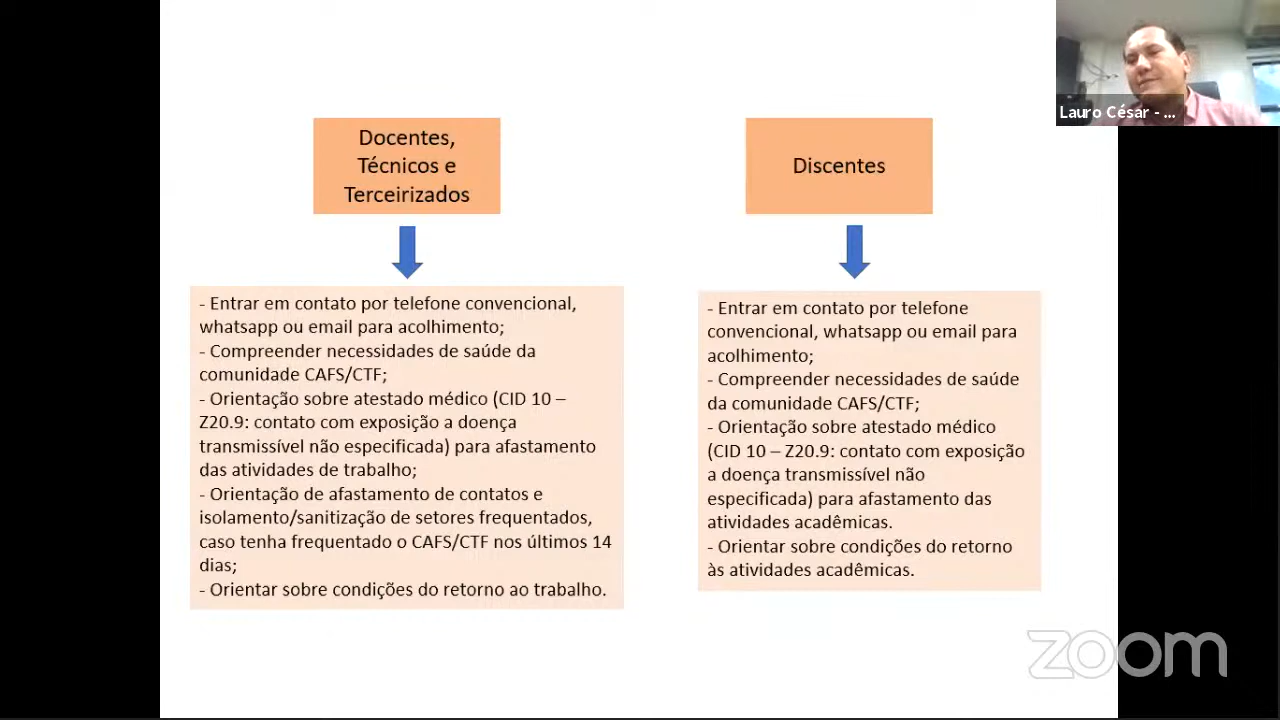 Lauro César - ...
Docentes,
Técnicos e
Terceirizados
Discentes
- Entrar em contato por telefone convencional,
whatsapp ou email para acolhimento;
- Compreender necessidades de saúde da
comunidade CAFS/CTF;
- Orientação sobre atestado médico (CID 10 –
Z20.9: contato com exposição a doença
transmissível não especificada) para afastamento
das atividades de trabalho;
- Orientação de afastamento de contatos e
isolamento/sanitização de setores frequentados,
caso tenha frequentado o CAFS/CTF nos últimos 14
dias;
- Orientar sobre condições do retorno ao trabalho.
- Entrar em contato por telefone
convencional, whatsapp ou email para
acolhimento;
- Compreender necessidades de saúde
da comunidade CAFS/CTF;
- Orientação sobre atestado médico
(CID 10 – Z20.9: contato com exposição
a doença transmissível não
especificada) para afastamento das
atividades acadêmicas.
- Orientar sobre condições do retorno
às atividades acadêmicas.
zoom